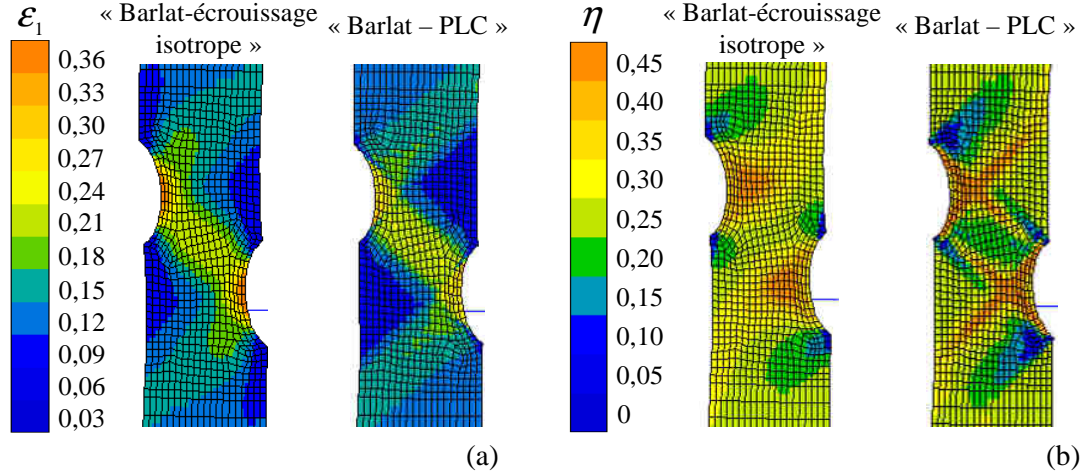 ε₁
« Barlat-écrouissage
isotrope »
« Barlat – PLC »
0,36
0,33
0,30
0,27
0,24
0,21
0,18
0,15
0,12
0,09
0,06
0,03
(a)
η
« Barlat-écrouissage
isotrope »
« Barlat – PLC »
0,45
0,40
0,35
0,30
0,25
0,20
0,15
0,10
0,05
0
(b)